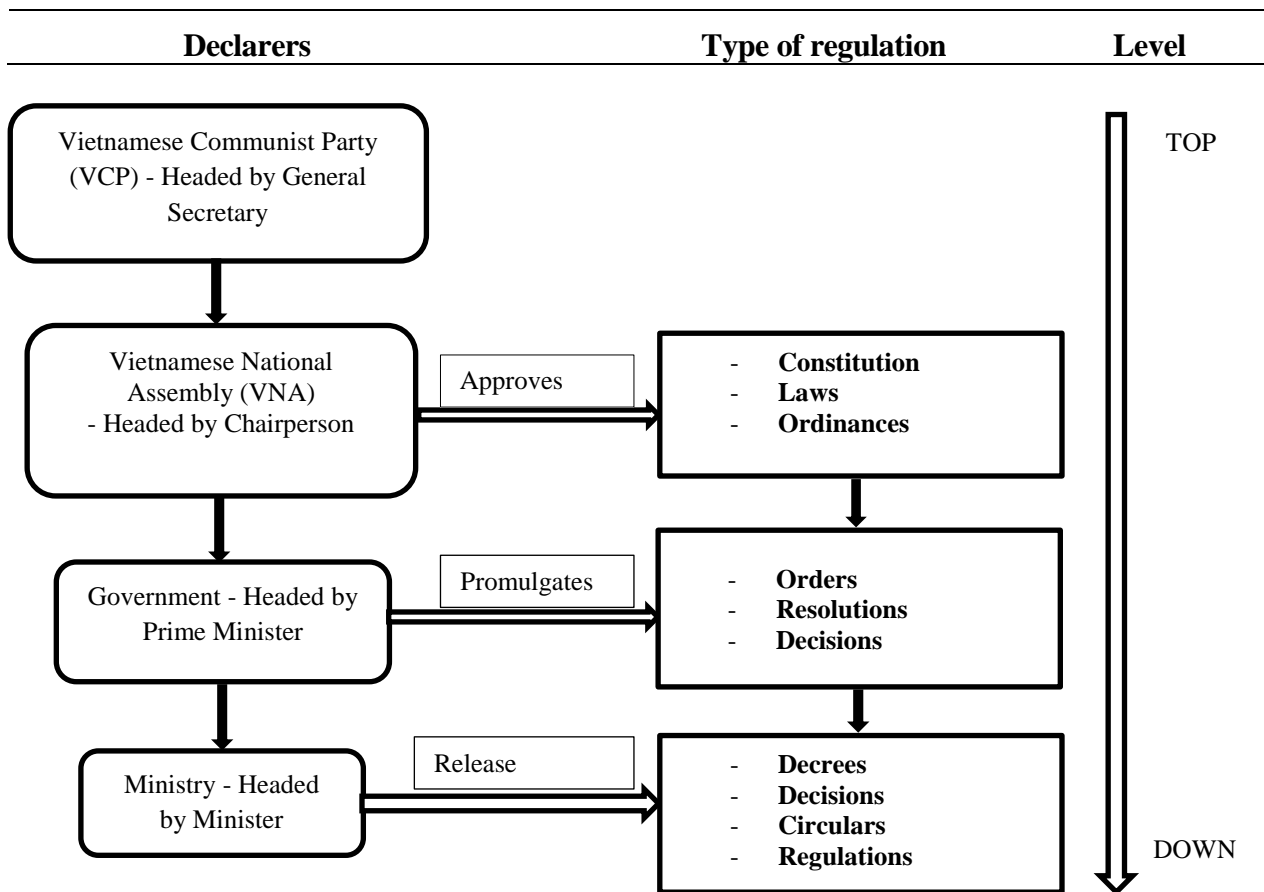 Declarers Type of regulation Level
Vietnamese Communist Party
(VCP) - Headed by General
Secretary
TOP
Vietnamese National
Assembly (VNA)
- Headed by Chairperson
Approves
- Constitution
- Laws
- Ordinances
Government - Headed by
Prime Minister
Promulgates
- Orders
- Resolutions
- Decisions
Ministry - Headed
by Minister
Release
- Decrees
- Decisions
- Circulars
- Regulations
DOWN